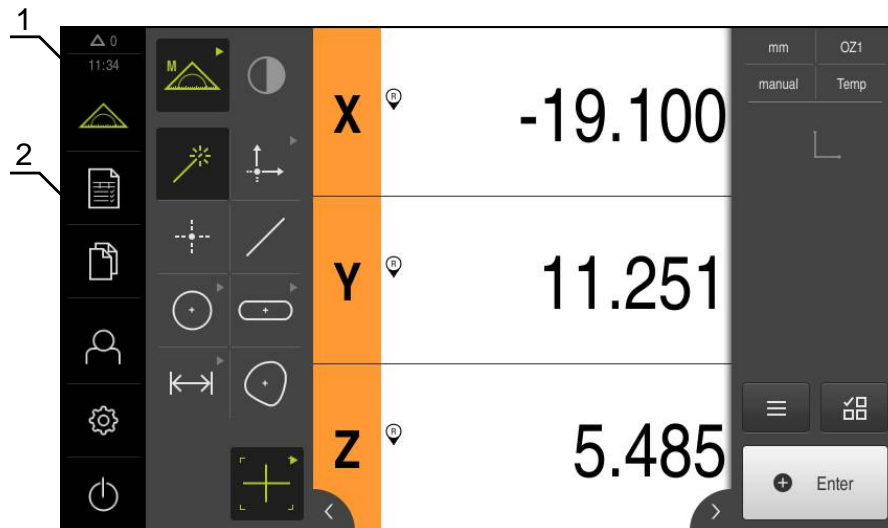 1
0
11:34
2
M
X R -19.100
Y R 11.251
Z R 5.485
mm OZ1
manual Temp
Enter